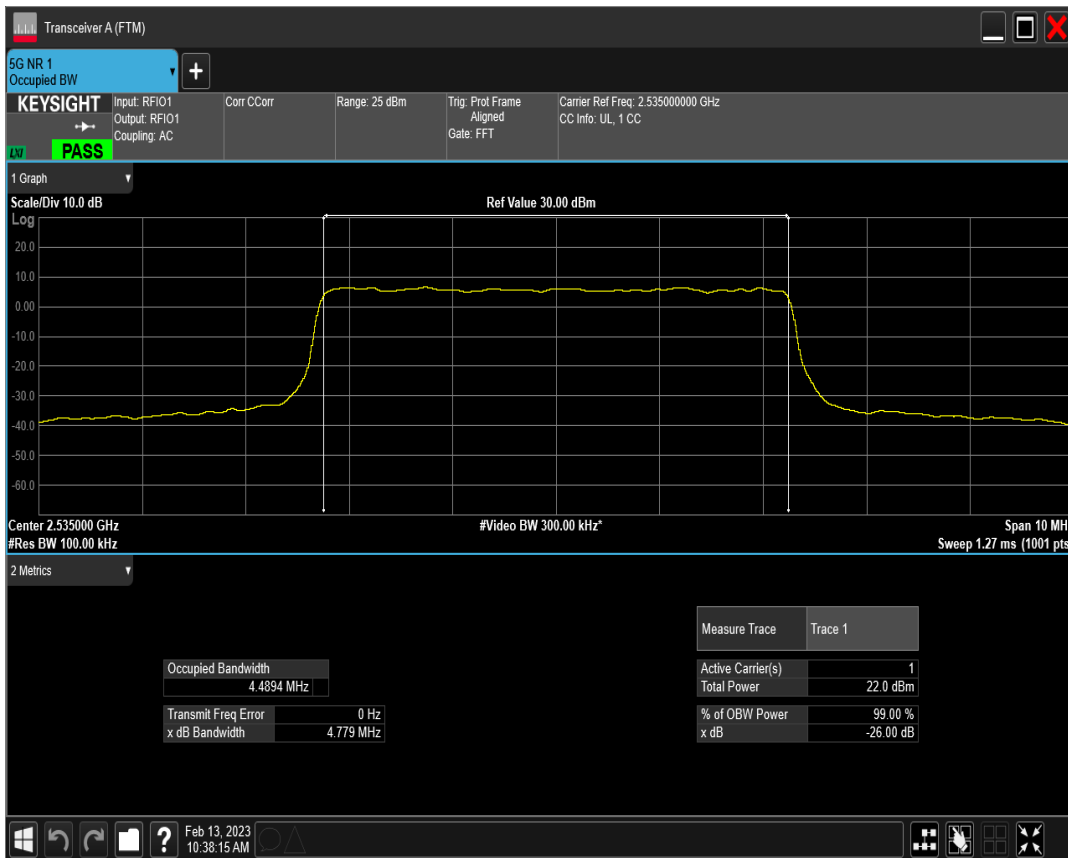 Transceiver A (FTM)
5G NR 1
Occupied BW
+
KEYSIGHT
LXI
PASS
Input: RFIO1
Output: RFIO1
Coupling: AC
Corr CCorr
Range: 25 dBm
Trig: Prot Frame
Aligned
Gate: FFT
Carrier Ref Freq: 2.535000000 GHz
CC Info: UL, 1 CC
1 Graph
Scale/Div 10.0 dB
Ref Value 30.00 dBm
Log
20.0
10.0
0.00
-10.0
-20.0
-30.0
-40.0
-50.0
-60.0
Center 2.535000 GHz
#Video BW 300.00 kHz*
Span 10 MH
#Res BW 100.00 kHz
Sweep 1.27 ms (1001 pts
2 Metrics
Measure Trace Trace 1
Occupied Bandwidth
4.4894 MHz
Active Carrier(s) 1
Total Power 22.0 dBm
Transmit Freq Error 0 Hz
x dB Bandwidth 4.779 MHz
% of OBW Power 99.00 %
x dB -26.00 dB
?
Feb 13, 2023
10:38:15 AM